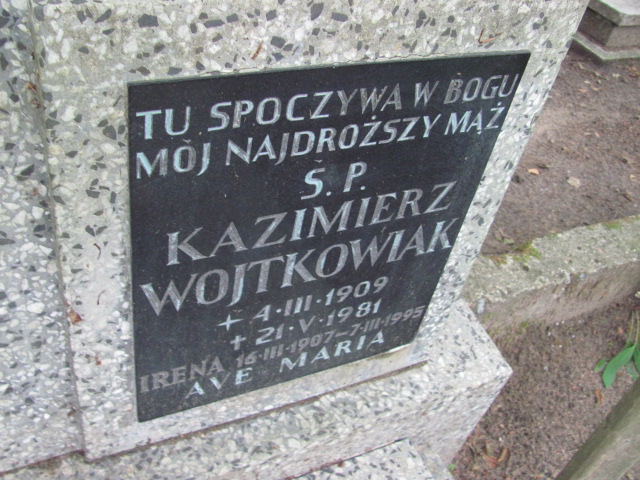 TU SPOCZYWA W BOGU
MÓJ NAJDROŻSZY MĄŻ
Ś. P.
KAZIMIERZ
WOJTKOWIAK
+ 4·III·1909
+ 21·V·1981
IRENA 16·III·1907–7·III·1995
AVE MARIA